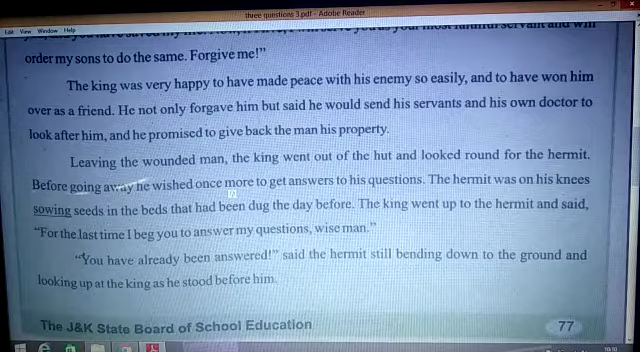 three questions 3.pdf - Adobe Reader
Edit View Window Help
order my sons to do the same. Forgive me!”
The king was very happy to have made peace with his enemy so easily, and to have won him
over as a friend. He not only forgave him but said he would send his servants and his own doctor to
look after him, and he promised to give back the man his property.
Leaving the wounded man, the king went out of the hut and looked round for the hermit.
Before going away he wished once more to get answers to his questions. The hermit was on his knees
sowing seeds in the beds that had been dug the day before. The king went up to the hermit and said,
“For the last time I beg you to answer my questions, wise man.”
“You have already been answered!” said the hermit still bending down to the ground and
looking up at the king as he stood before him.
The J&K State Board of School Education
77